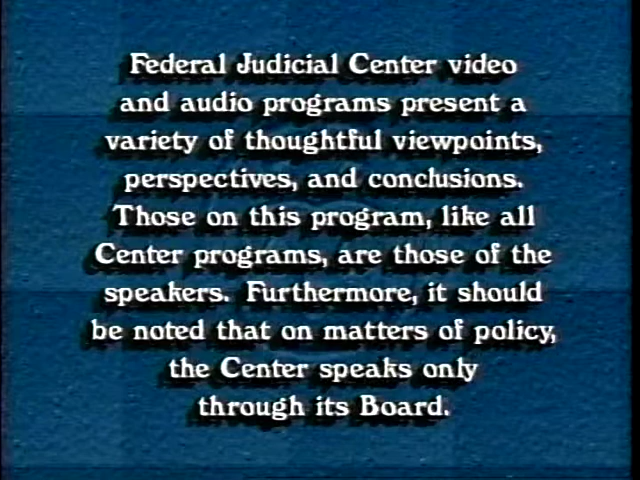 Federal Judicial Center video
and audio programs present a
variety of thoughtful viewpoints,
perspectives, and conclusions.
Those on this program, like all
Center programs, are those of the
speakers.  Furthermore, it should
be noted that on matters of policy,
the Center speaks only
through its Board.